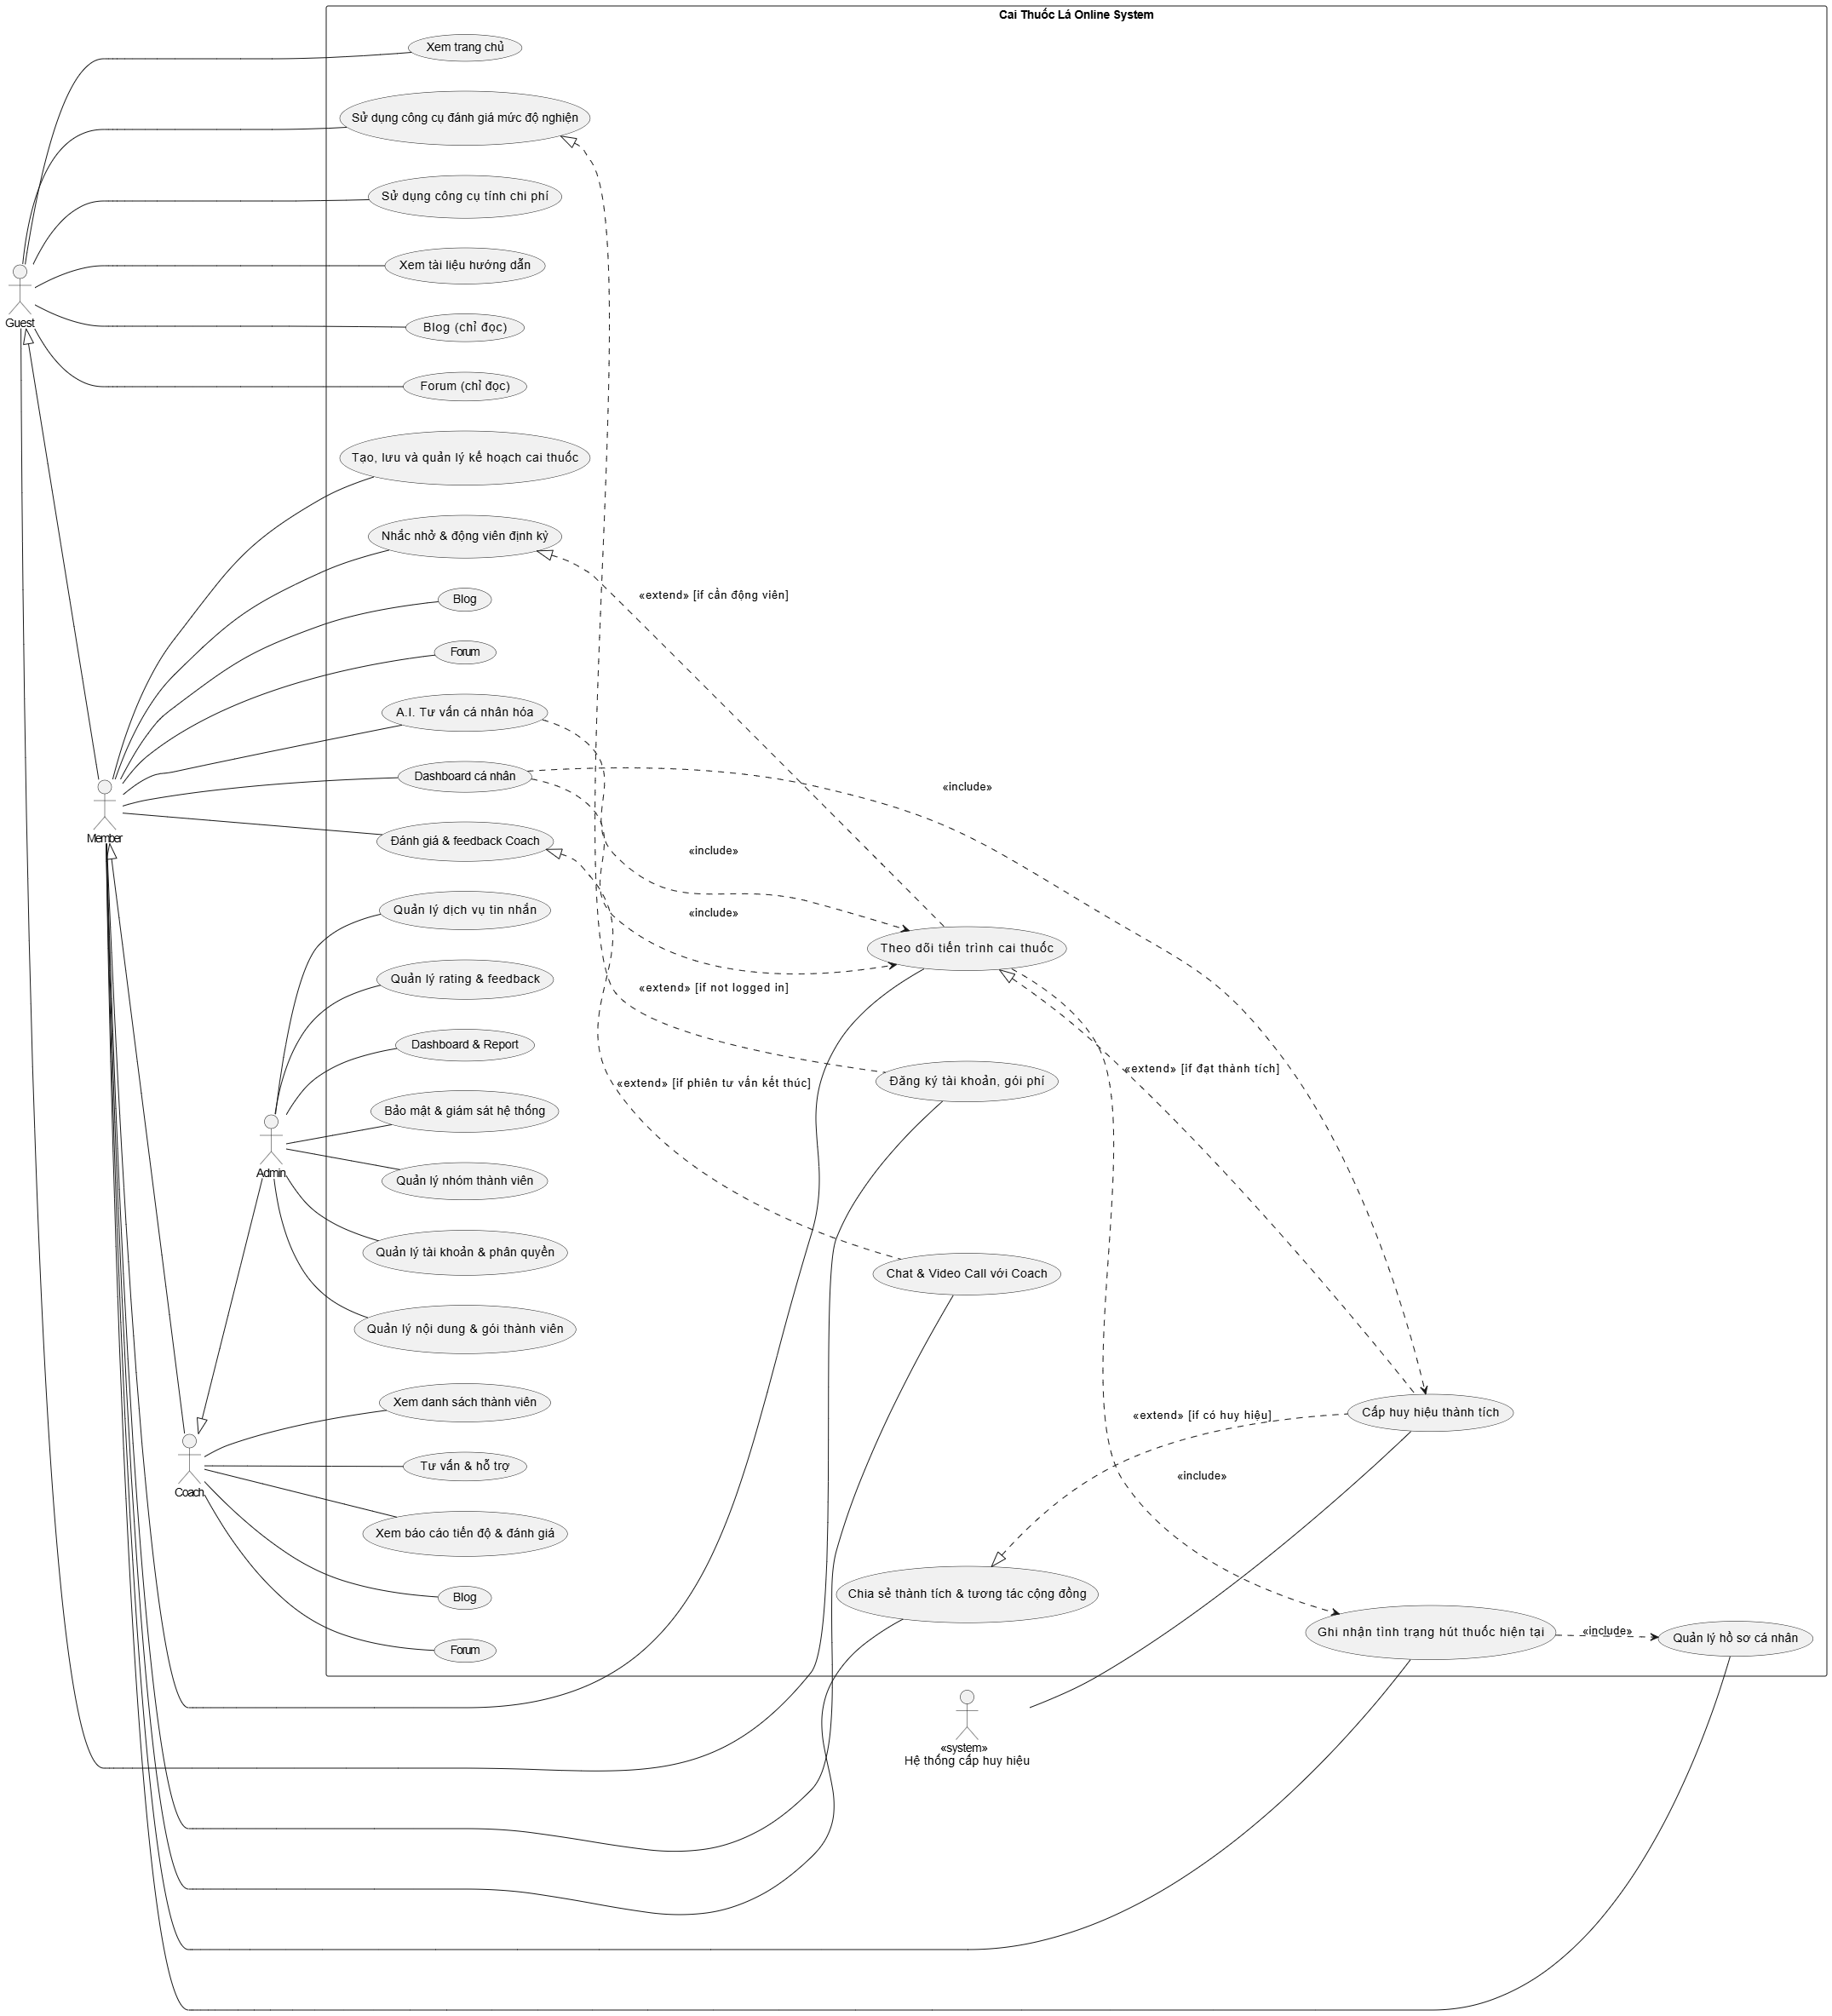 Cai Thuốc Lá Online System
Xem trang chủ
Sử dụng công cụ đánh giá mức độ nghiện
Sử dụng công cụ tính chi phí
Xem tài liệu hướng dẫn
Guest
Blog (chỉ đọc)
Forum (chỉ đọc)
Tạo, lưu và quản lý kế hoạch cai thuốc
Nhắc nhở & động viên định kỳ
«extend» [if cần động viên]
Blog
Forum
A.I. Tư vấn cá nhân hóa
Dashboard cá nhân
«include»
Member
Đánh giá & feedback Coach
«include»
Quản lý dịch vụ tin nhắn
«include»
Theo dõi tiến trình cai thuốc
Quản lý rating & feedback
«extend» [if not logged in]
Dashboard & Report
«extend» [if đạt thành tích]
Đăng ký tài khoản, gói phí
«extend» [if phiên tư vấn kết thúc]
Bảo mật & giám sát hệ thống
Admin
Quản lý nhóm thành viên
Quản lý tài khoản & phân quyền
Chat & Video Call với Coach
Quản lý nội dung & gói thành viên
Xem danh sách thành viên
Cấp huy hiệu thành tích
«extend» [if có huy hiệu]
Tư vấn & hỗ trợ
«include»
Coach
Xem báo cáo tiến độ & đánh giá
Blog
Chia sẻ thành tích & tương tác cộng đồng
Ghi nhận tình trạng hút thuốc hiện tại
«include»
Quản lý hồ sơ cá nhân
Forum
«system»
Hệ thống cấp huy hiệu